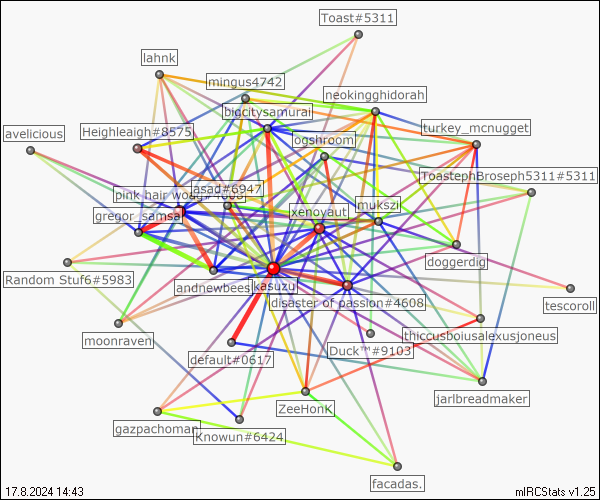 Toast#5311
lahnk
mingus4742
neokingghidorah
bigcitysamurai
turkey_mcnugget
avelicious
Heighleaigh#8575
ogshroom
ToastephBroseph5311#5311
asad#6947
pink hair woag#4008
mukszi
xenoyaut
gregor_samsa
doggerdig
Random Stuf6#5983
andnewbees
kasuzu
tescoroll
disaster of passion#4608
moonraven
thiccusboiusalexusjoneus
default#0617
Duck™#9103
jarlbreadmaker
ZeeHonK
gazpachoman
Knowun#6424
facadas.
17.8.2024 14:43
mIRCStats v1.25